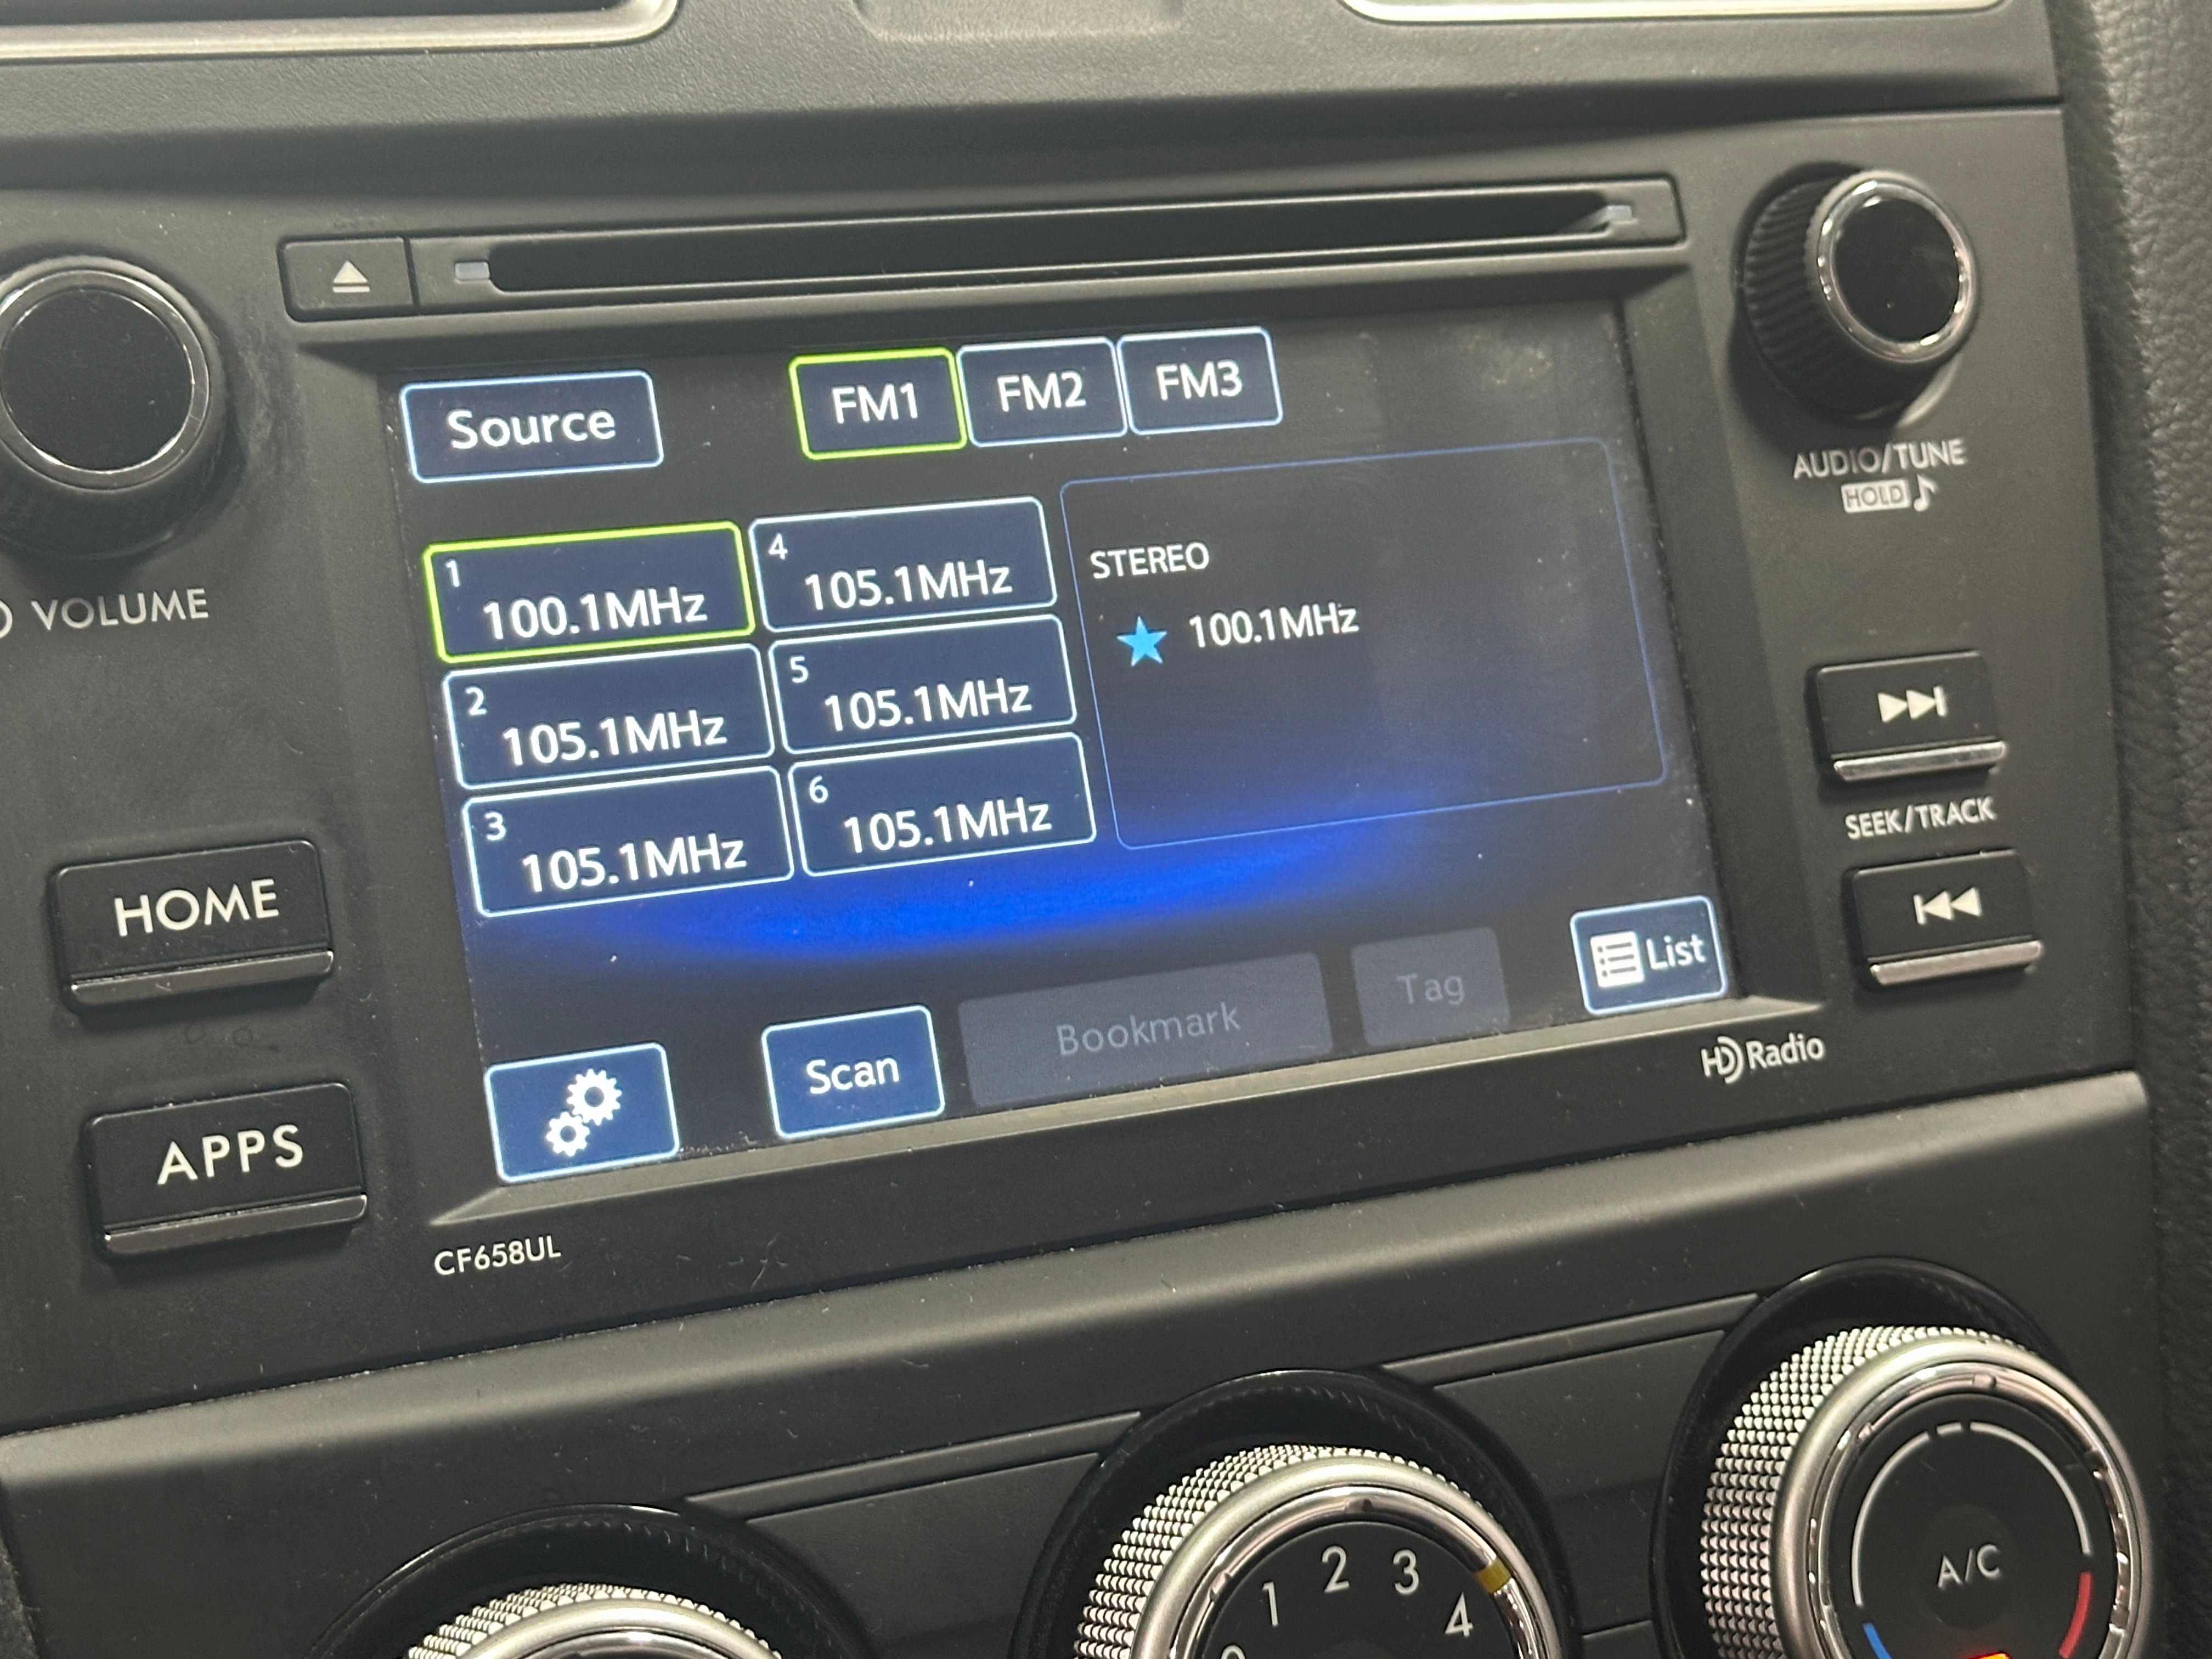 Source
FM1
FM2
FM3
AUDIO/TUNE
HOLD
1
100.1MHz
4
105.1MHz
STEREO
100.1MHz
VOLUME
2
105.1MHz
5
105.1MHz
3
105.1MHz
6
105.1MHz
SEEK/TRACK
HOME
List
Tag
Bookmark
Scan
HD Radio
APPS
CF658UL
1
2
3
4
A/C